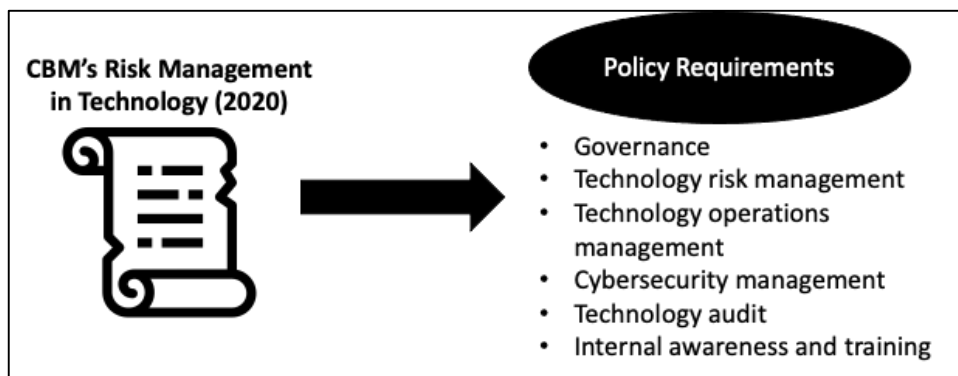 CBM’s Risk Management
in Technology (2020)
Policy Requirements
• Governance
• Technology risk management
• Technology operations
management
• Cybersecurity management
• Technology audit
• Internal awareness and training